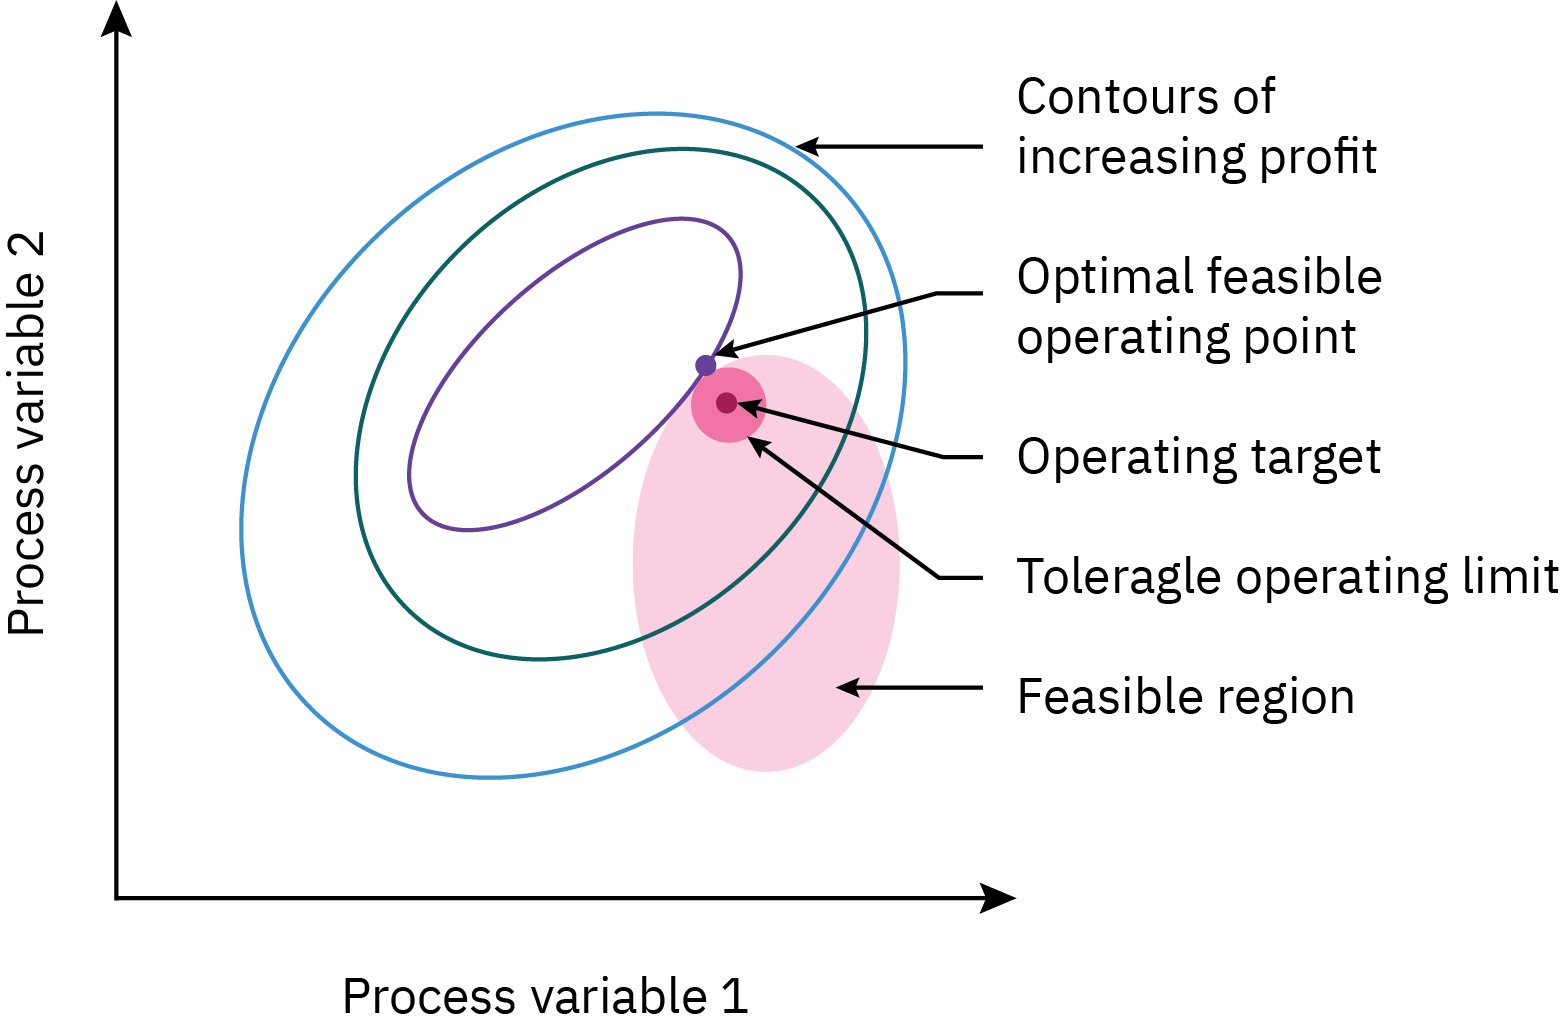 Contours of
increasing profit
Optimal feasible
operating point
Operating target
Toleragle operating limit
Feasible region
Process variable 2
Process variable 1